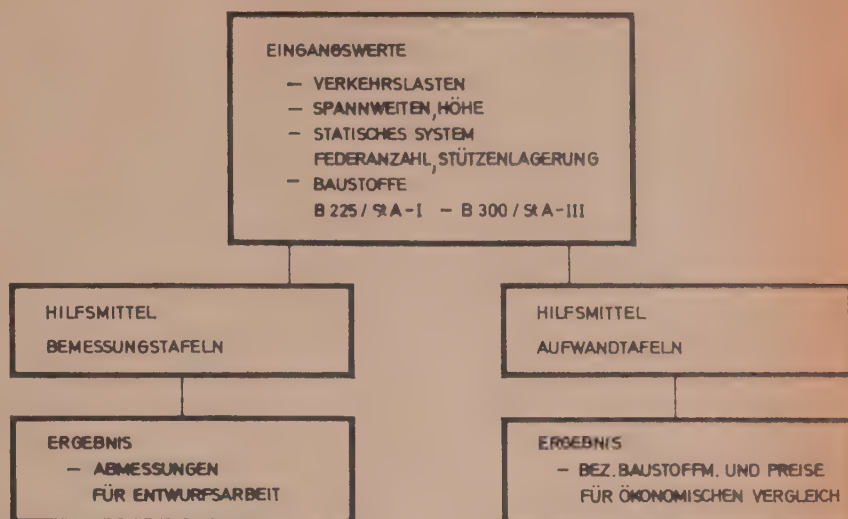 EINGANGSWERTE
– VERKEHRSLASTEN
– SPANNWEITEN, HÖHE
– STATISCHES SYSTEM
FEDERANZAHL, STÜTZENLAGERUNG
– BAUSTOFFE
B 225 / St A-I – B 300 / St A-III
HILFSMITTEL
BEMESSUNGSTAFELN
HILFSMITTEL
AUFWANDTAFELN
ERGEBNIS
– ABMESSUNGEN
FÜR ENTWURFSARBEIT
ERGEBNIS
– BEZ. BAUSTOFFM. UND PREISE
FÜR ÖKONOMISCHEN VERGLEICH